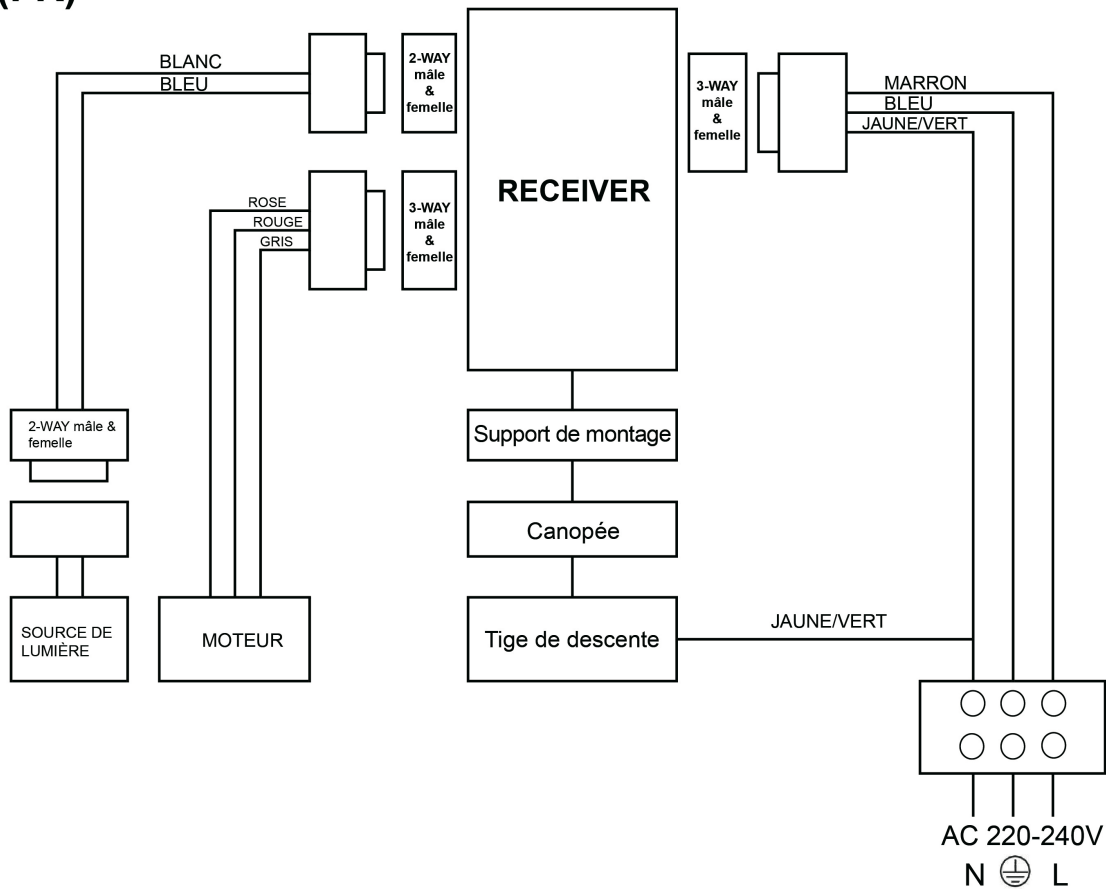 BLANC
BLEU
2-WAY
mâle
&
femelle
RECEIVER
3-WAY
mâle
&
femelle
MARRON
BLEU
JAUNE/VERT
ROSE
ROUGE
GRIS
3-WAY
mâle
&
femelle
2-WAY mâle &
femelle
Support de montage
Canopée
SOURCE DE
LUMIÈRE
MOTEUR
Tige de descente
JAUNE/VERT
AC 220-240V
N L